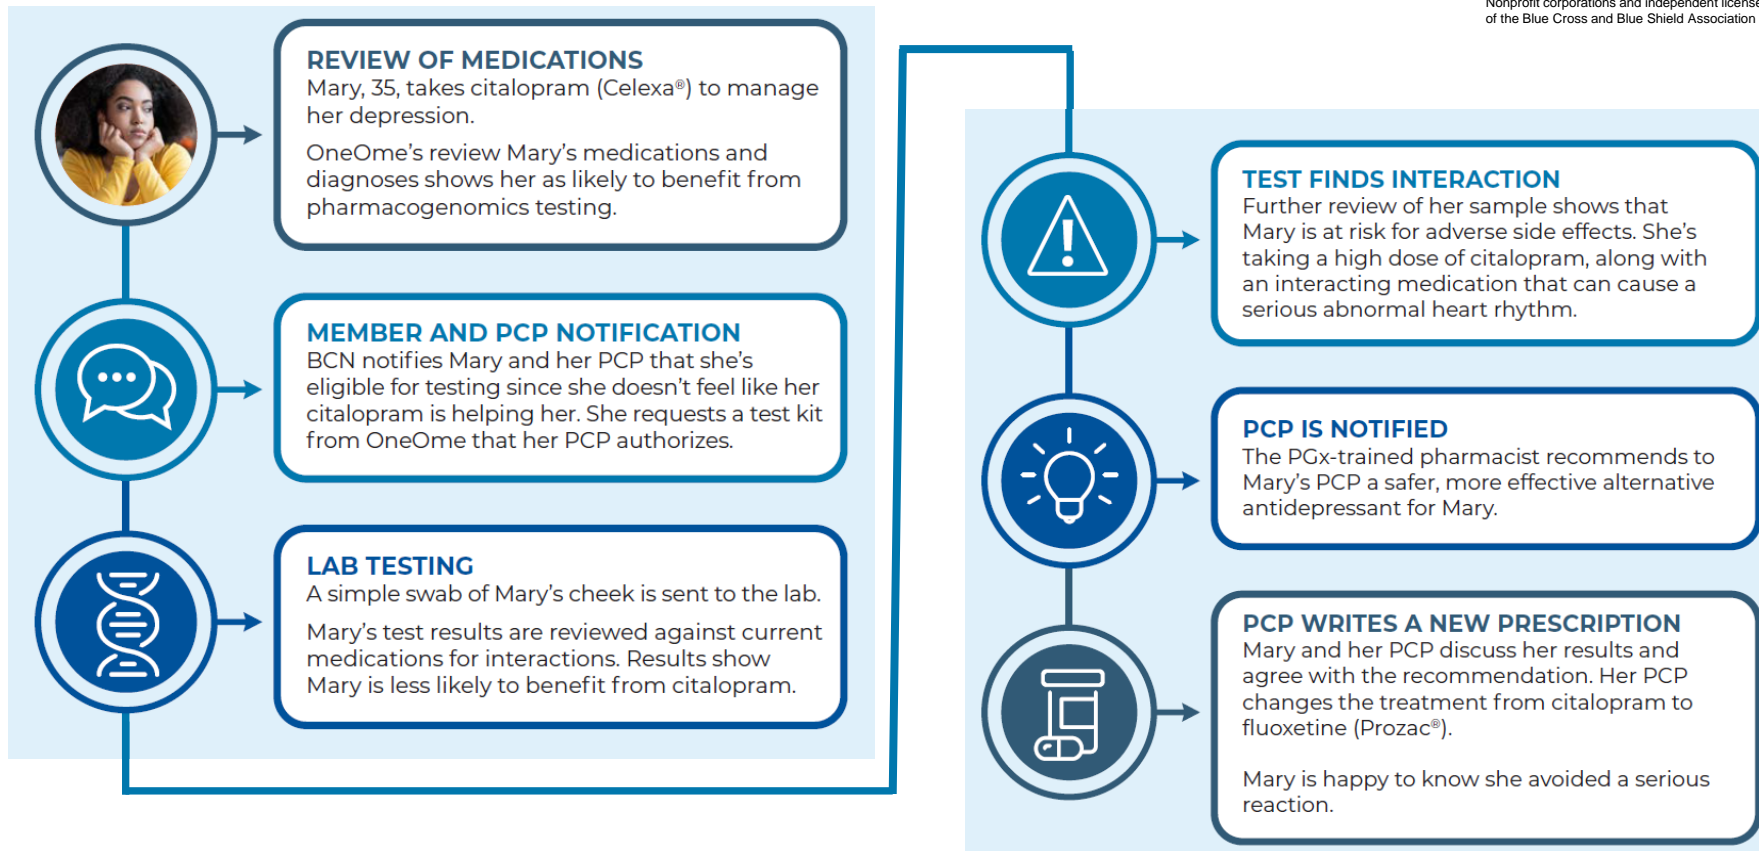 Nonprofit corporations and independent license
of the Blue Cross and Blue Shield Association
REVIEW OF MEDICATIONS
Mary, 35, takes citalopram (Celexa®) to manage
her depression.
OneOme's review Mary's medications and
diagnoses shows her as likely to benefit from
pharmacogenomics testing.
MEMBER AND PCP NOTIFICATION
BCN notifies Mary and her PCP that she's
eligible for testing since she doesn't feel like her
citalopram is helping her. She requests a test kit
from OneOme that her PCP authorizes.
LAB TESTING
A simple swab of Mary's cheek is sent to the lab.
Mary's test results are reviewed against current
medications for interactions. Results show
Mary is less likely to benefit from citalopram.
TEST FINDS INTERACTION
Further review of her sample shows that
Mary is at risk for adverse side effects. She's
taking a high dose of citalopram, along with
an interacting medication that can cause a
serious abnormal heart rhythm.
PCP IS NOTIFIED
The PGx-trained pharmacist recommends to
Mary's PCP a safer, more effective alternative
antidepressant for Mary.
PCP WRITES A NEW PRESCRIPTION
Mary and her PCP discuss her results and
agree with the recommendation. Her PCP
changes the treatment from citalopram to
fluoxetine (Prozac®).
Mary is happy to know she avoided a serious
reaction.